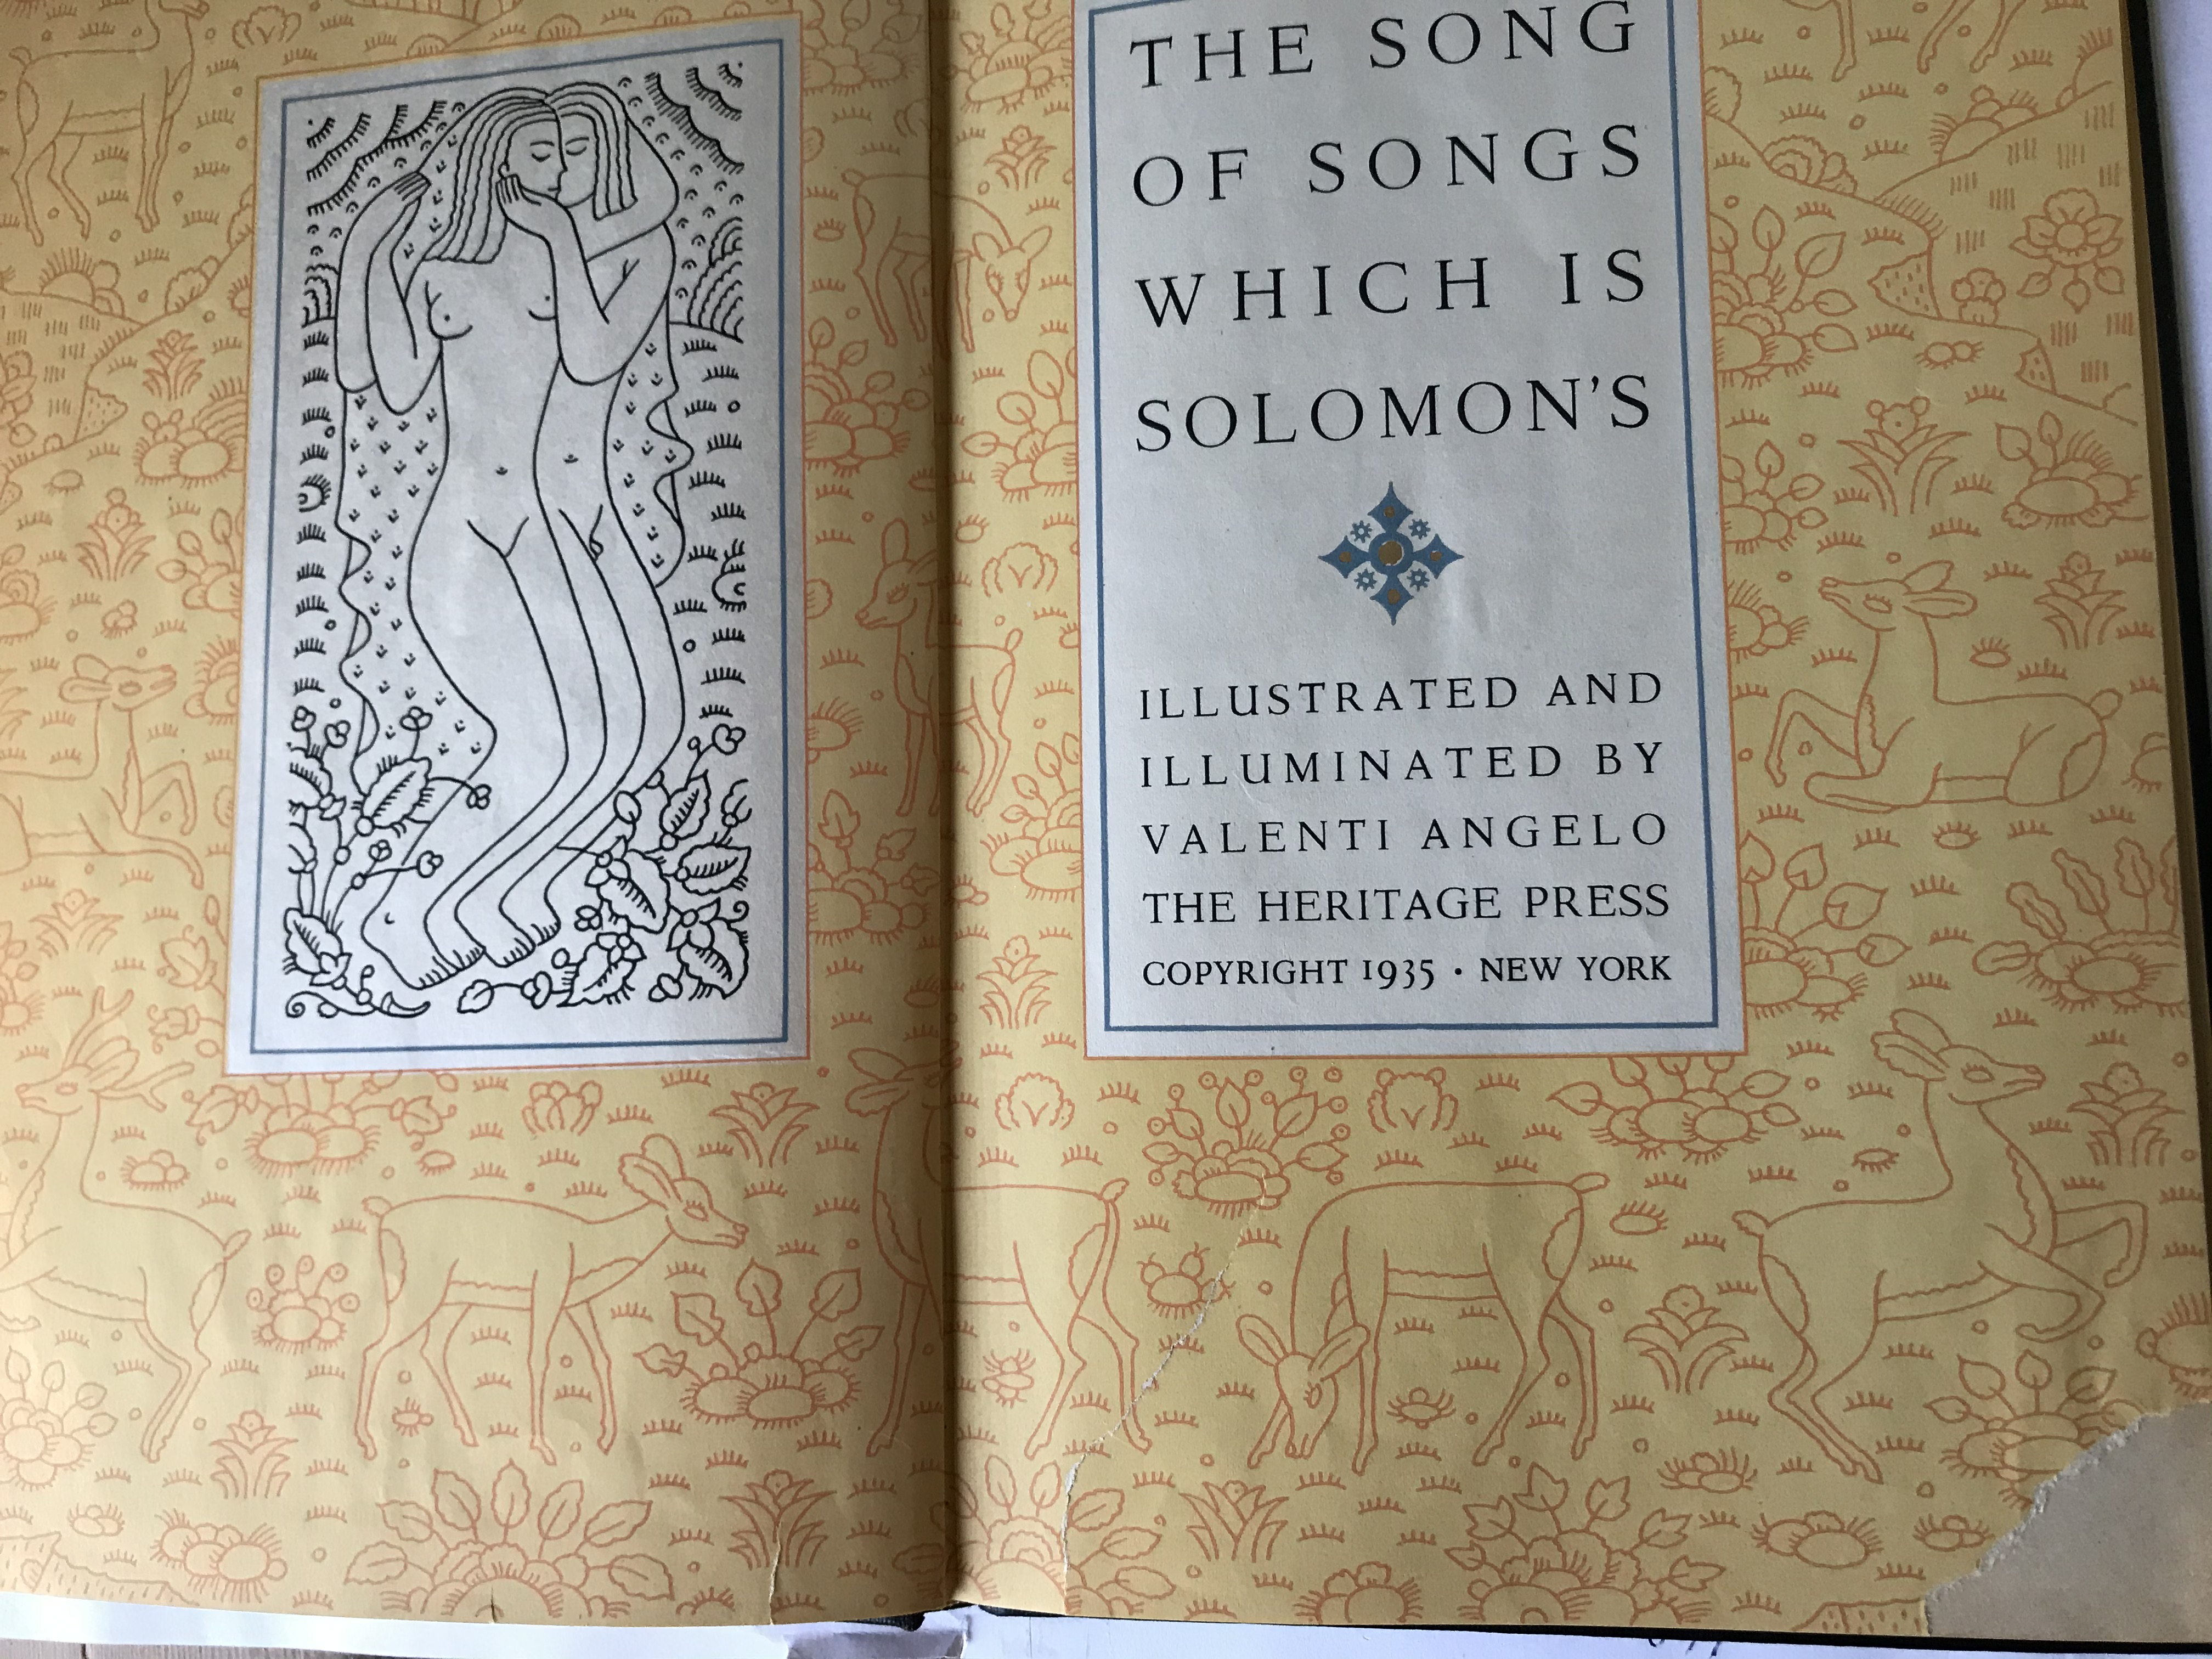 THE SONG
OF SONGS
WHICH IS
SOLOMON'S
ILLUSTRATED AND
ILLUMINATED BY
VALENTI ANGELO
THE HERITAGE PRESS
COPYRIGHT 1935 · NEW YORK